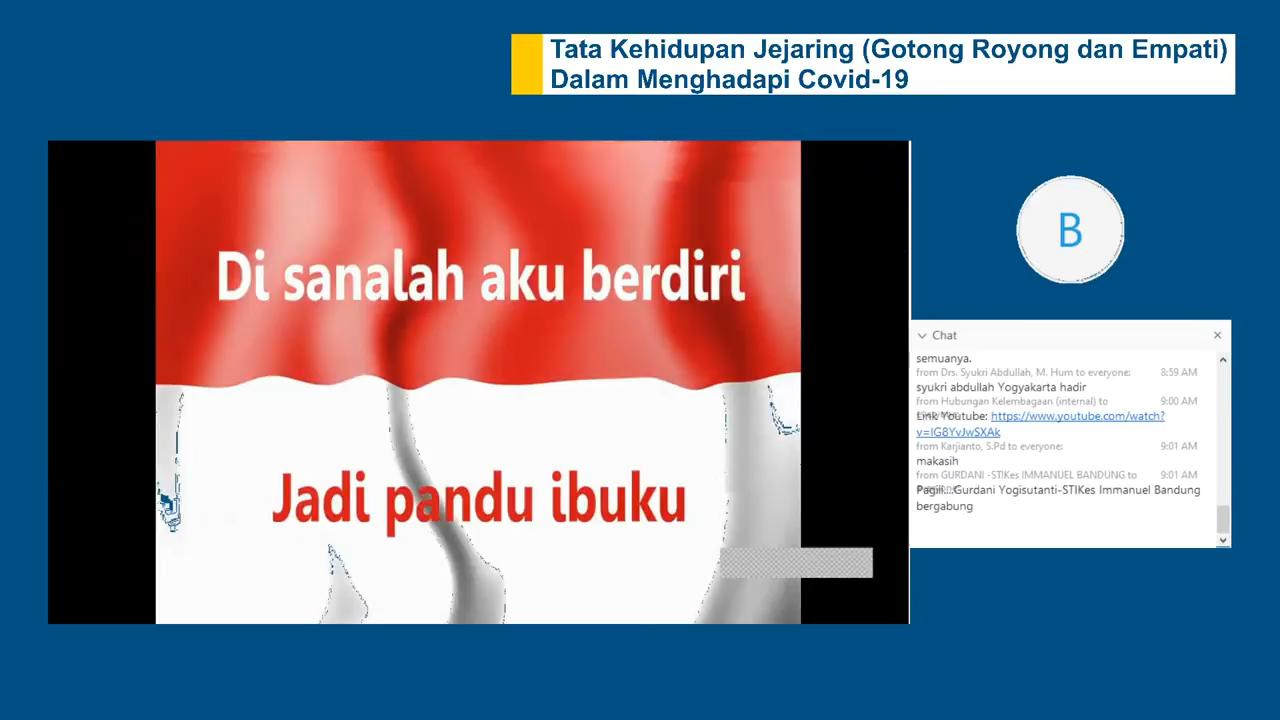 Tata Kehidupan Jejaring (Gotong Royong dan Empati)
Dalam Menghadapi Covid-19
Di sanalah aku berdiri
Jadi pandu ibuku
B
Chat
semuanya.
from Drs. Syukri Abdullah, M. Hum to everyone: 8:59 AM
syukri abdullah Yogyakarta hadir
from Hubungan Kelembagaan (internal) to 9:00 AM
Link Youtube: https://www.youtube.com/watch?
v=IG8YvJwSXAk
from Karjianto, S.Pd to everyone: 9:01 AM
makasih
from GURDANI -STIKes IMMANUEL BANDUNG to 9:01 AM
Pagiii...Gurdani Yogisutanti-STIKes Immanuel Bandung
bergabung